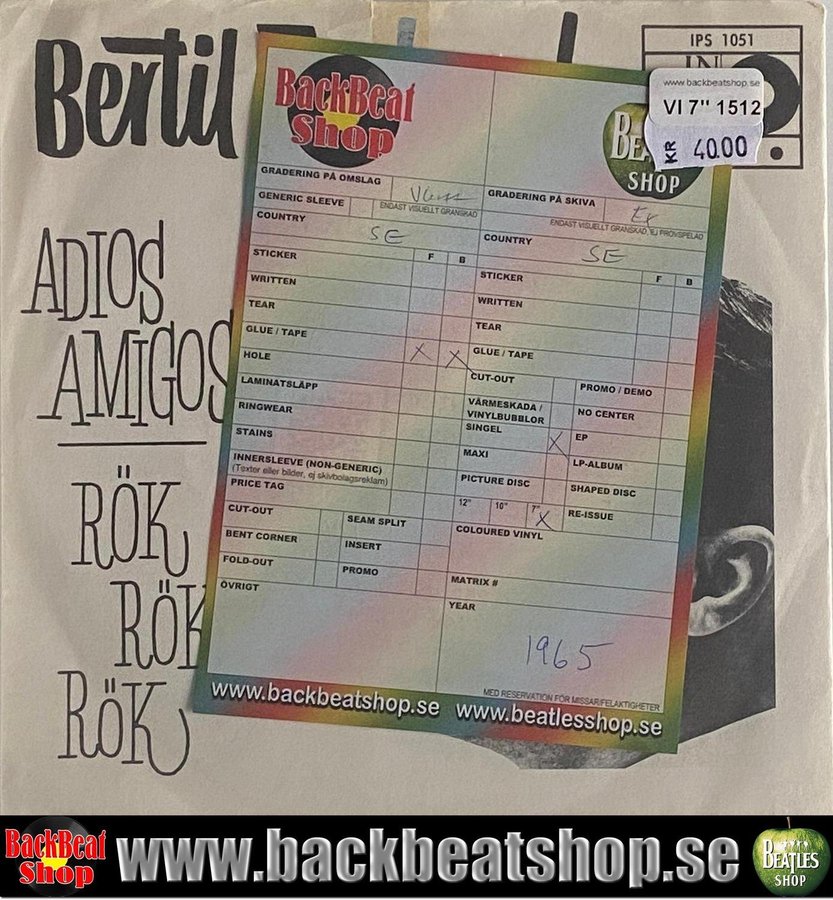 Bertil
IPS 1051
www.backbeatshop.se
VI 7" 1512
KR 40.00
BackBeat
Shop
BEATLES
SHOP
ADIOS
AMIGOS
RÖK
RÖK
RÖK
GRADERING PÅ OMSLAG
ENDAST VISUELLT GRANSKAD
GENERIC SLEEVE
COUNTRY
SE
F B
STICKER
WRITTEN
TEAR
GLUE / TAPE
HOLE X X
LAMINATSLÄPP
RINGWEAR
STAINS
INNERSLEEVE (NON-GENERIC)
(Texter eller bilder, ej skivbolagsreklam)
PRICE TAG
CUT-OUT SEAM SPLIT
BENT CORNER INSERT
FOLD-OUT PROMO
ÖVRIGT
GRADERING PÅ SKIVA Ex
ENDAST VISUELLT GRANSKAD, EJ PROVSPELAD
COUNTRY
SE
F B
STICKER
WRITTEN
TEAR
GLUE / TAPE
CUT-OUT PROMO / DEMO
VÄRMESKADA /
VINYLBUBBLOR NO CENTER
SINGEL X EP
MAXI LP-ALBUM
PICTURE DISC SHAPED DISC
12" 10" 7" X RE-ISSUE
COLOURED VINYL
MATRIX #
YEAR
1965
MED RESERVATION FÖR MISSAR/FELAKTIGHETER
www.backbeatshop.se www.beatlesshop.se
BackBeat
Shop
www.backbeatshop.se
BEATLES
SHOP